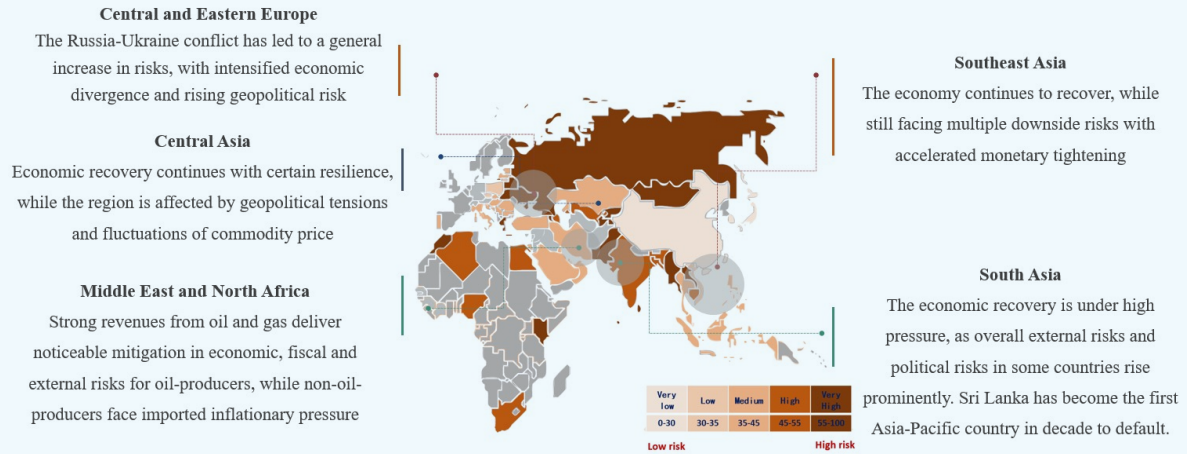 Central and Eastern Europe
The Russia-Ukraine conflict has led to a general
increase in risks, with intensified economic
divergence and rising geopolitical risk
Central Asia
Economic recovery continues with certain resilience,
while the region is affected by geopolitical tensions
and fluctuations of commodity price
Middle East and North Africa
Strong revenues from oil and gas deliver
noticeable mitigation in economic, fiscal and
external risks for oil-producers, while non-oil-
producers face imported inflationary pressure
Southeast Asia
The economy continues to recover, while
still facing multiple downside risks with
accelerated monetary tightening
South Asia
The economic recovery is under high
pressure, as overall external risks and
political risks in some countries rise
prominently. Sri Lanka has become the first
Asia-Pacific country in decade to default.
Very low Low Medium High Very High
0-30 30-35 35-45 45-55 55-100
Low risk High risk